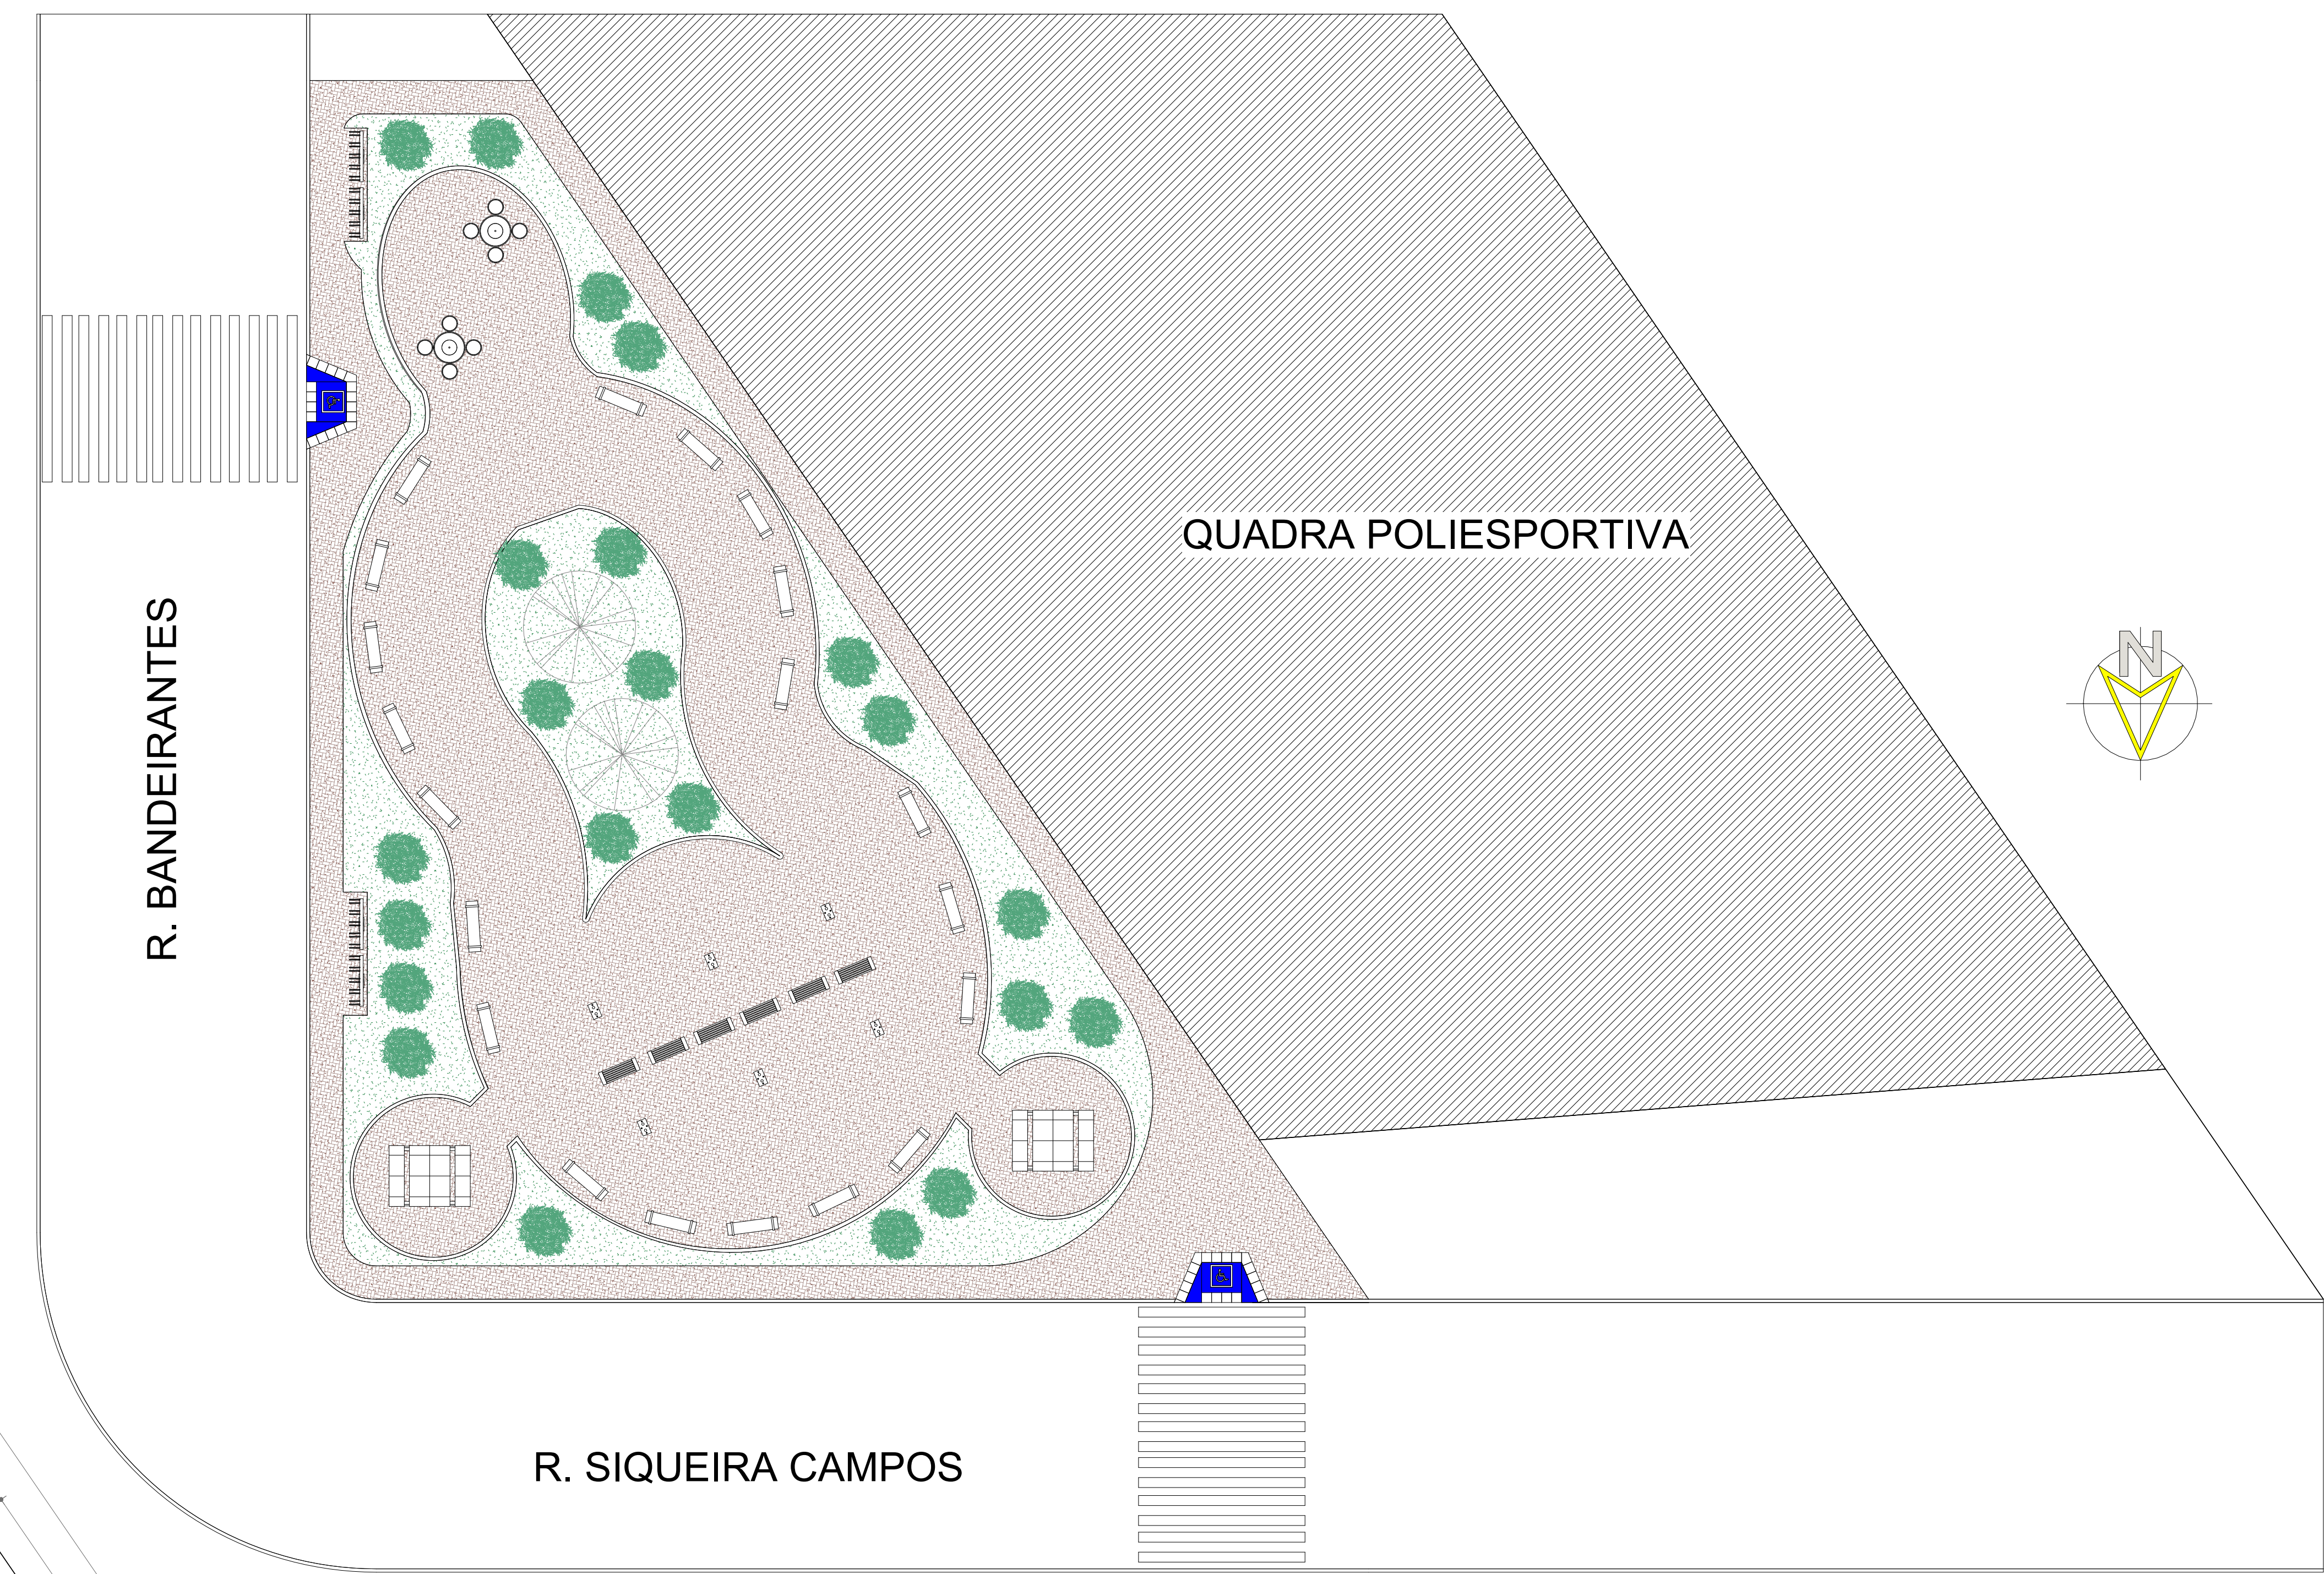 QUADRA POLIESPORTIVA
N
R. BANDEIRANTES
R. SIQUEIRA CAMPOS